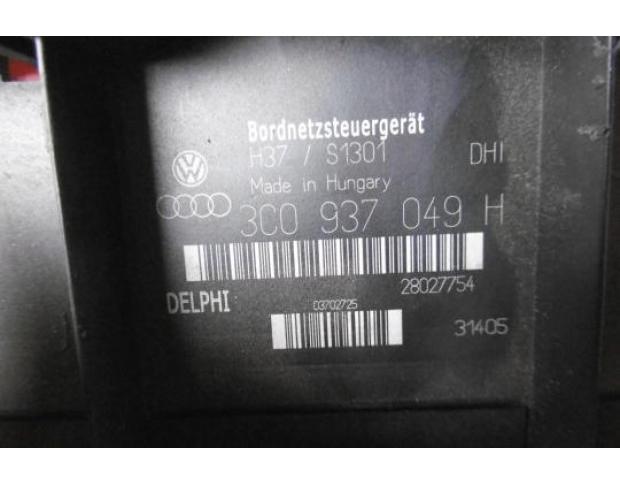 Bordnetzsteuergerät
H37 / S1301 DHI
Made in Hungary
3C0 937 049 H
28027754
DELPHI 03702725
31405